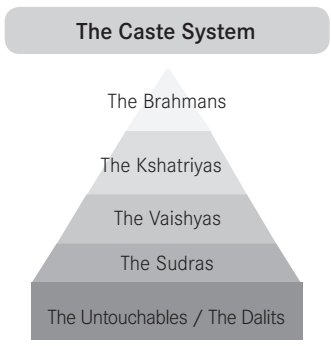 The Caste System
The Brahmans
The Kshatriyas
The Vaishyas
The Sudras
The Untouchables / The Dalits